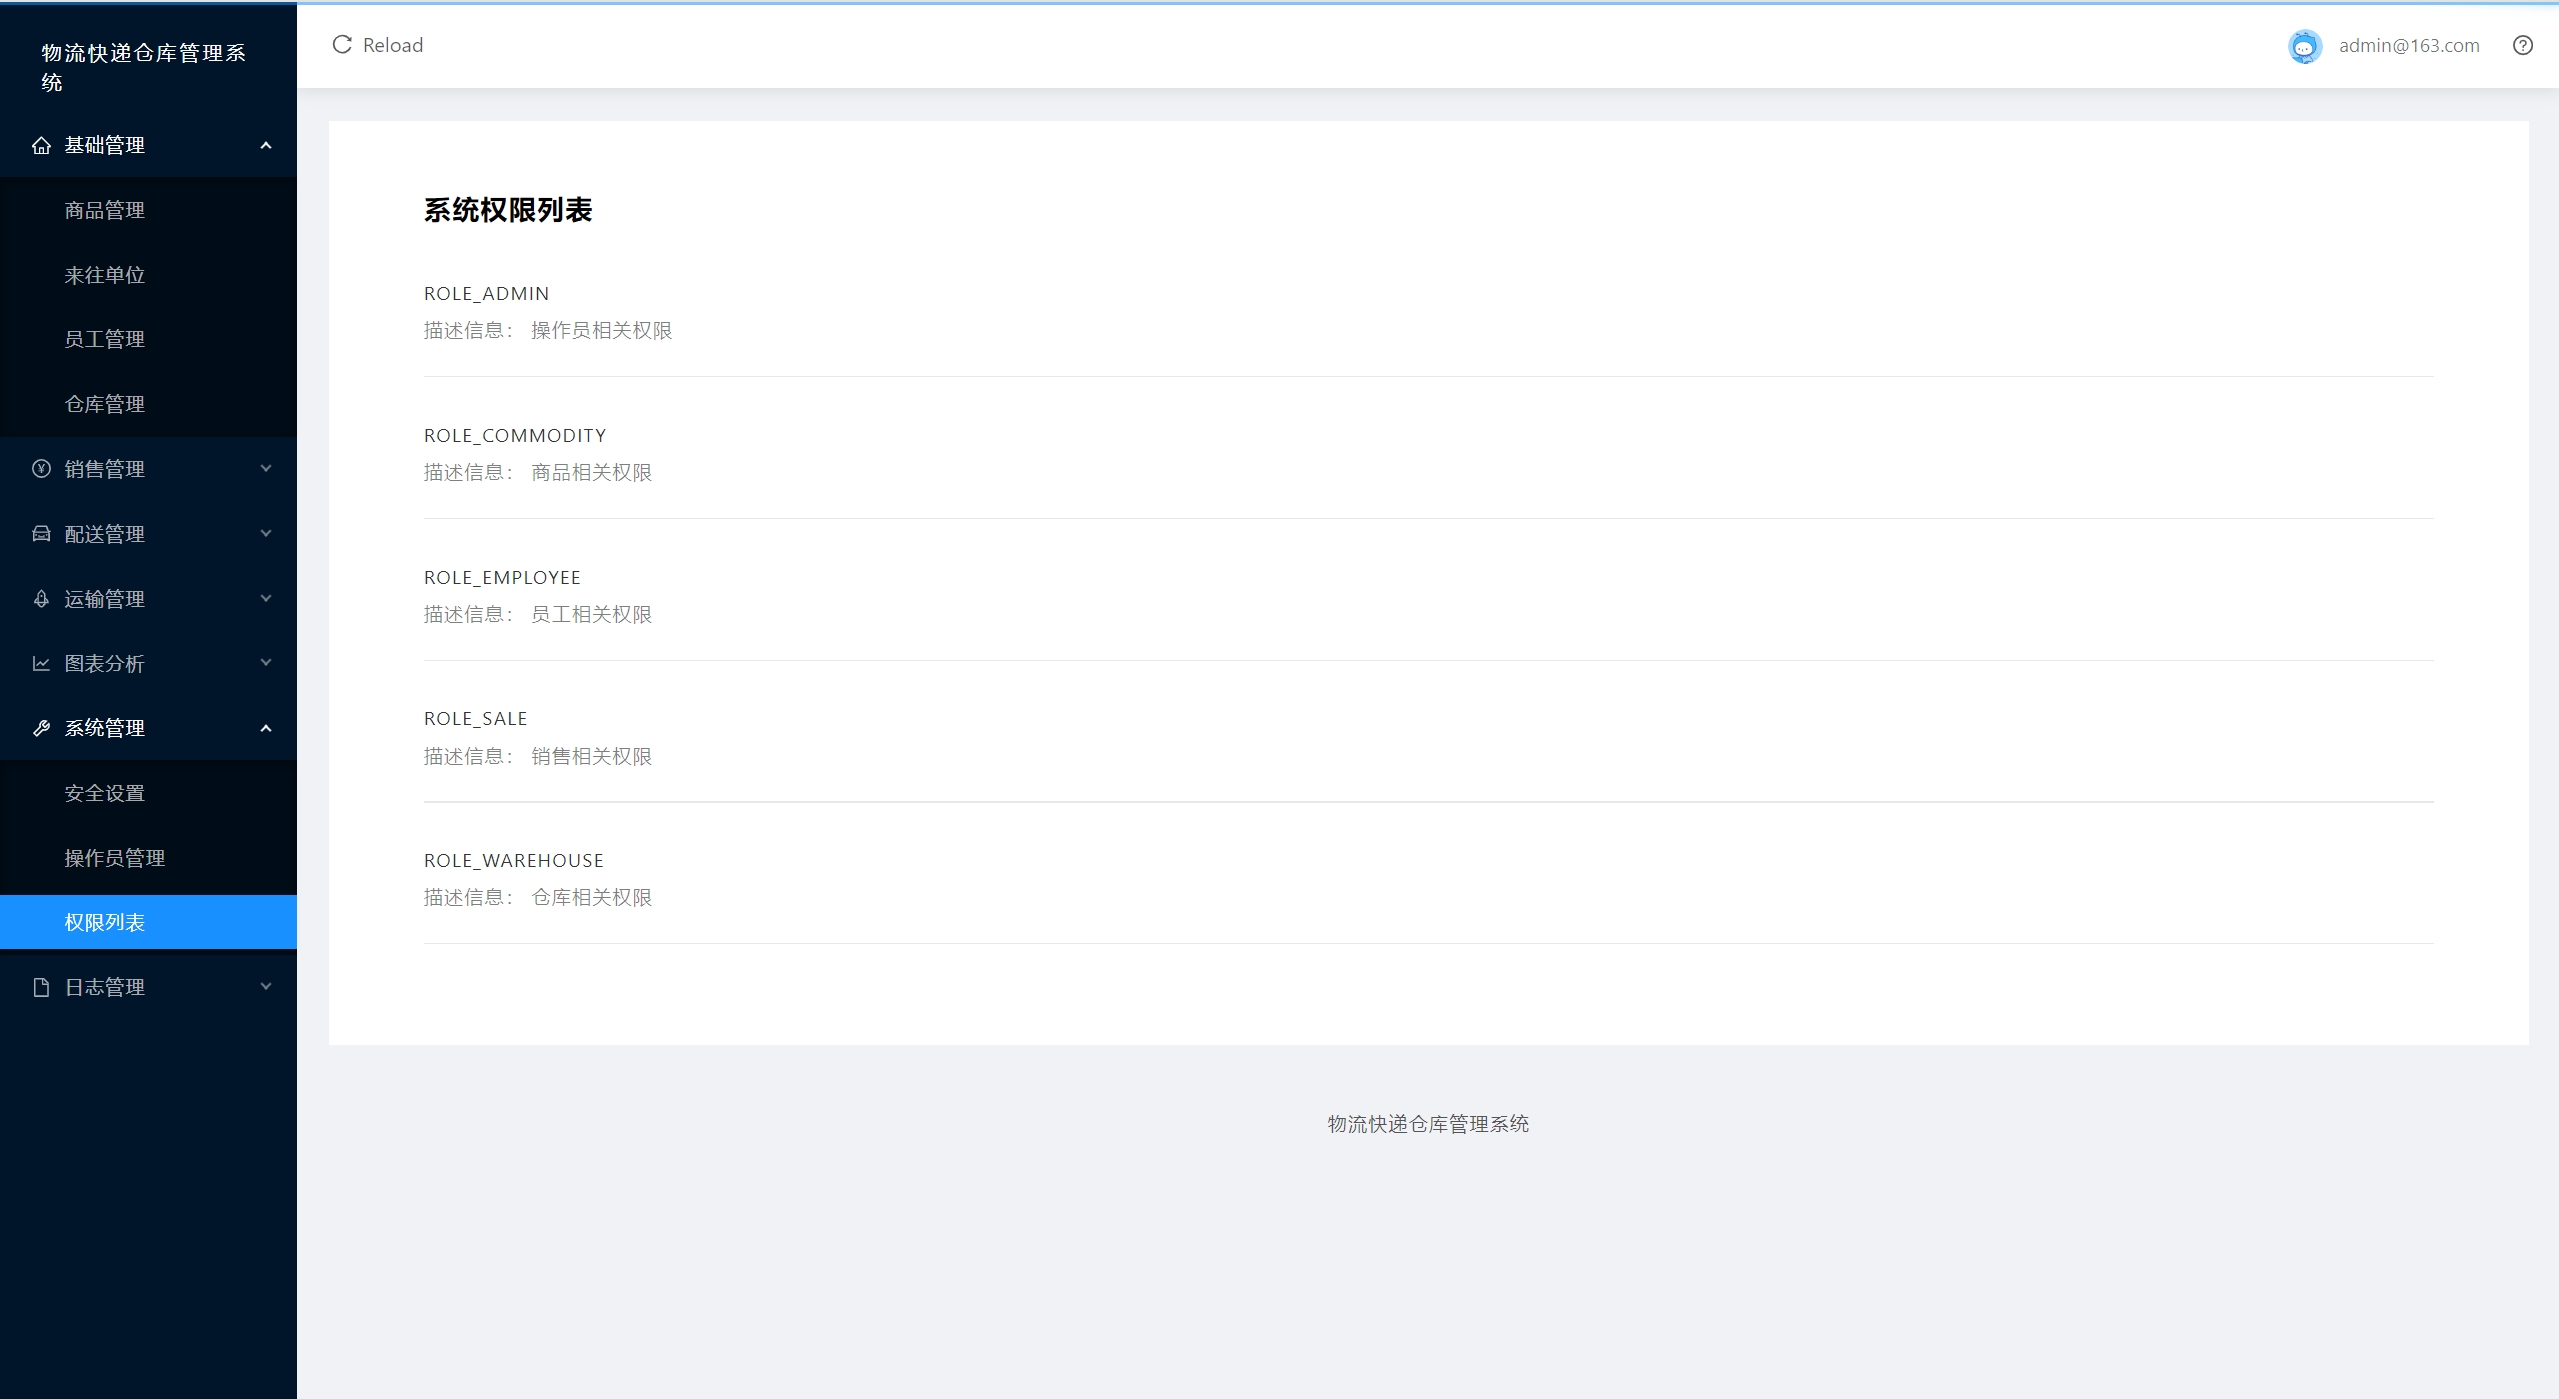 物流快递仓库管理系
统
基础管理
商品管理
来往单位
员工管理
仓库管理
销售管理
配送管理
运输管理
图表分析
系统管理
安全设置
操作员管理
权限列表
日志管理
Reload
admin@163.com
系统权限列表
ROLE_ADMIN
描述信息： 操作员相关权限
ROLE_COMMODITY
描述信息： 商品相关权限
ROLE_EMPLOYEE
描述信息： 员工相关权限
ROLE_SALE
描述信息： 销售相关权限
ROLE_WAREHOUSE
描述信息： 仓库相关权限
物流快递仓库管理系统